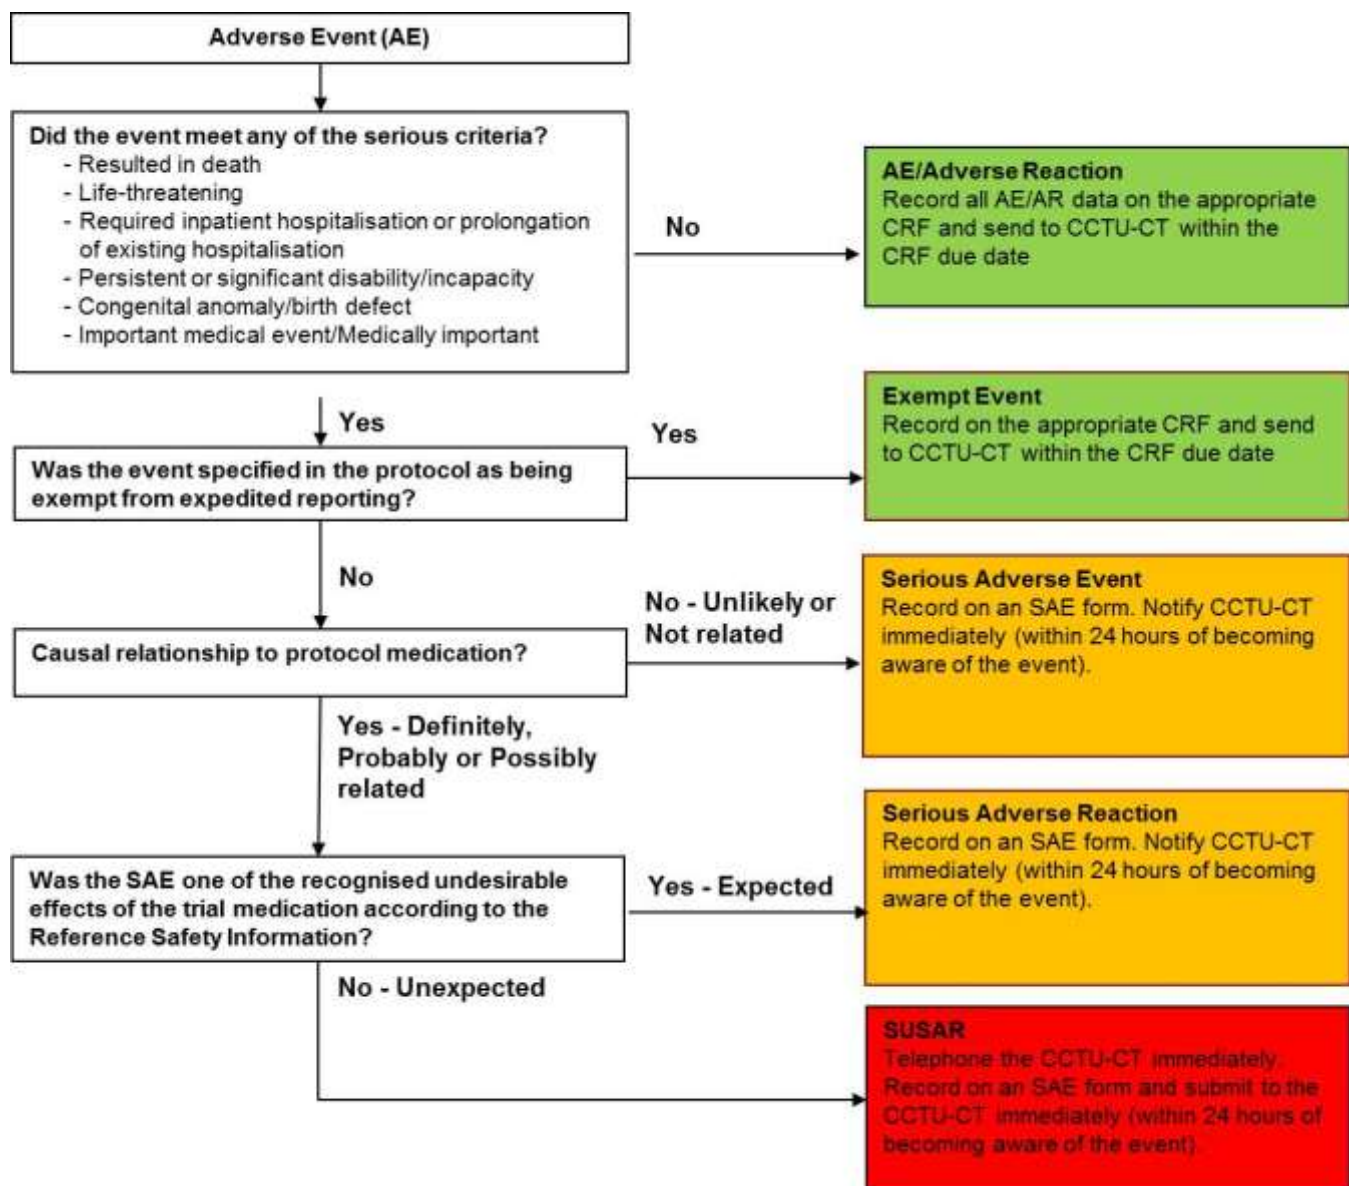 Adverse Event (AE)
Did the event meet any of the serious criteria?
- Resulted in death
- Life-threatening
- Required inpatient hospitalisation or prolongation
of existing hospitalisation
- Persistent or significant disability/incapacity
- Congenital anomaly/birth defect
- Important medical event/Medically important
No
AE/Adverse Reaction
Record all AE/AR data on the appropriate
CRF and send to CCTU-CT within the
CRF due date
Yes
Was the event specified in the protocol as being
exempt from expedited reporting?
Yes
Exempt Event
Record on the appropriate CRF and send
to CCTU-CT within the CRF due date
No
Causal relationship to protocol medication?
No - Unlikely or
Not related
Serious Adverse Event
Record on an SAE form. Notify CCTU-CT
immediately (within 24 hours of becoming
aware of the event).
Yes - Definitely,
Probably or Possibly
related
Was the SAE one of the recognised undesirable
effects of the trial medication according to the
Reference Safety Information?
Yes - Expected
Serious Adverse Reaction
Record on an SAE form. Notify CCTU-CT
immediately (within 24 hours of becoming
aware of the event).
No - Unexpected
SUSAR
Telephone the CCTU-CT immediately.
Record on an SAE form and submit to the
CCTU-CT immediately (within 24 hours of
becoming aware of the event).